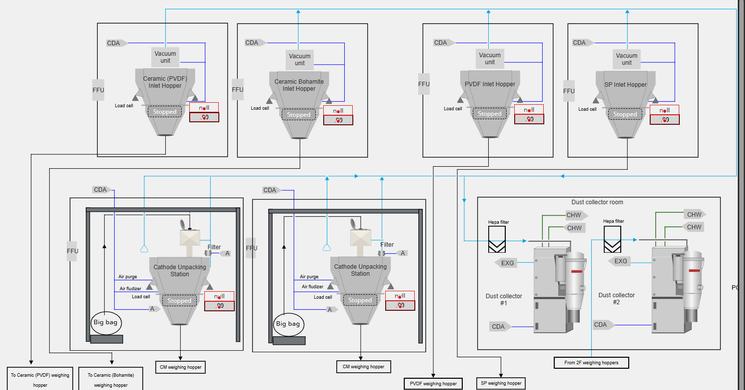 CDA
CDA
CDA
CDA
Vacuum
unit
Vacuum
unit
Vacuum
unit
Vacuum
unit
FFU
Ceramic (PVDF)
Inlet Hopper
Load cell
Stopped
null
FFU
Ceramic Bohamite
Inlet Hopper
Load cell
Stopped
null
FFU
PVDF Inlet Hopper
Load cell
Stopped
null
FFU
SP Inlet Hopper
Load cell
Stopped
null
CDA
FFU
Filter
A
Cathode Unpacking
Station
Air purge
Air fludizer
Load cell
Stopped
null
A
Big bag
CDA
FFU
Filter
A
Cathode Unpacking
Station
Air purge
Air fludizer
Load cell
Stopped
null
A
Big bag
Dust collector room
Hepa filter
CHW
CHW
EXG
Dust collector
#1
CDA
Hepa filter
CHW
CHW
EXG
Dust collector
#2
CDA
From 2F weighing hoppers
To Ceramic (PVDF) weighing
hopper
To Ceramic (Bohamite)
weighing hopper
CM weighing hopper
CM weighing hopper
PVDF weighing hopper
SP weighing hopper